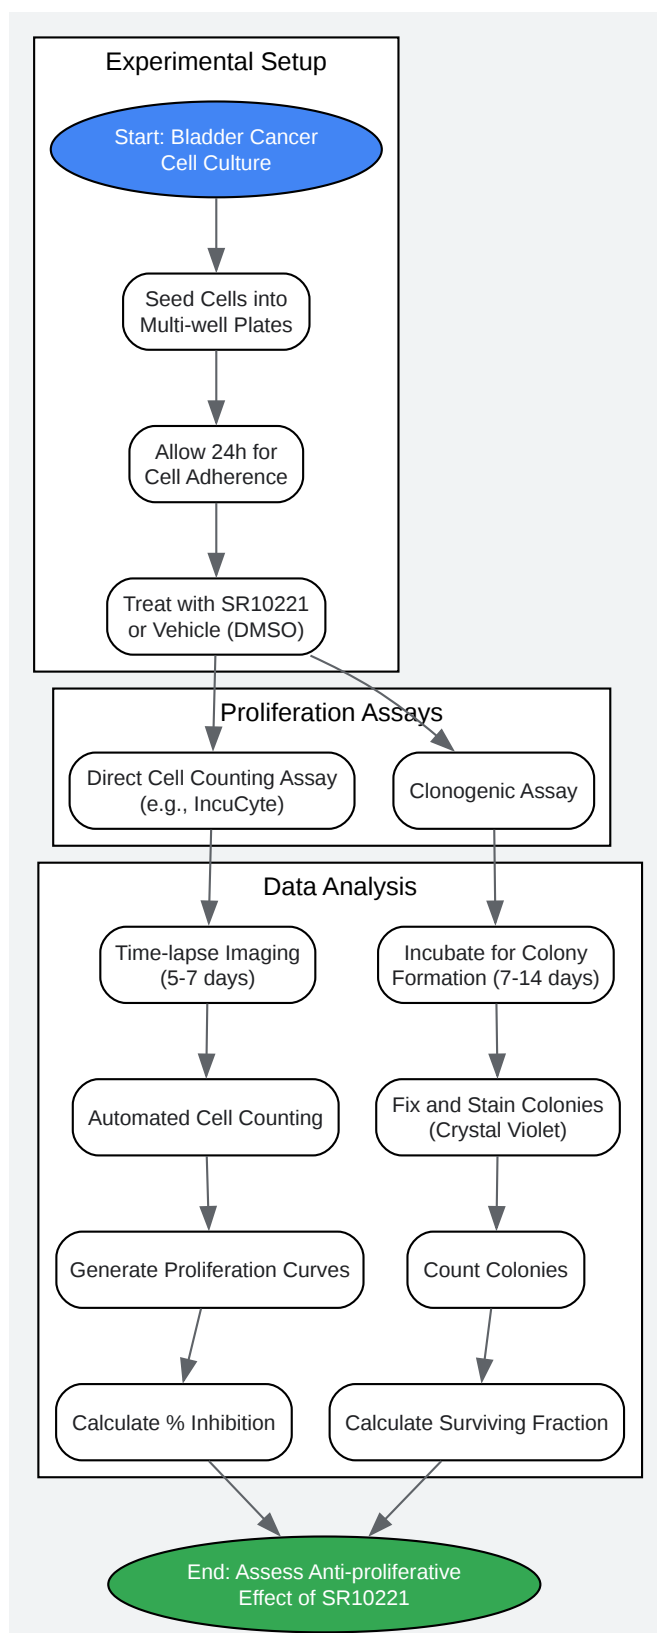 Experimental Setup
Start: Bladder Cancer
Cell Culture
Seed Cells into
Multi-well Plates
Allow 24h for
Cell Adherence
Treat with SR10221
or Vehicle (DMSO)
Proliferation Assays
Direct Cell Counting Assay
(e.g., IncuCyte)
Clonogenic Assay
Data Analysis
Time-lapse Imaging
(5-7 days)
Incubate for Colony
Formation (7-14 days)
Automated Cell Counting
Fix and Stain Colonies
(Crystal Violet)
Generate Proliferation Curves
Count Colonies
Calculate % Inhibition
Calculate Surviving Fraction
End: Assess Anti-proliferative
Effect of SR10221